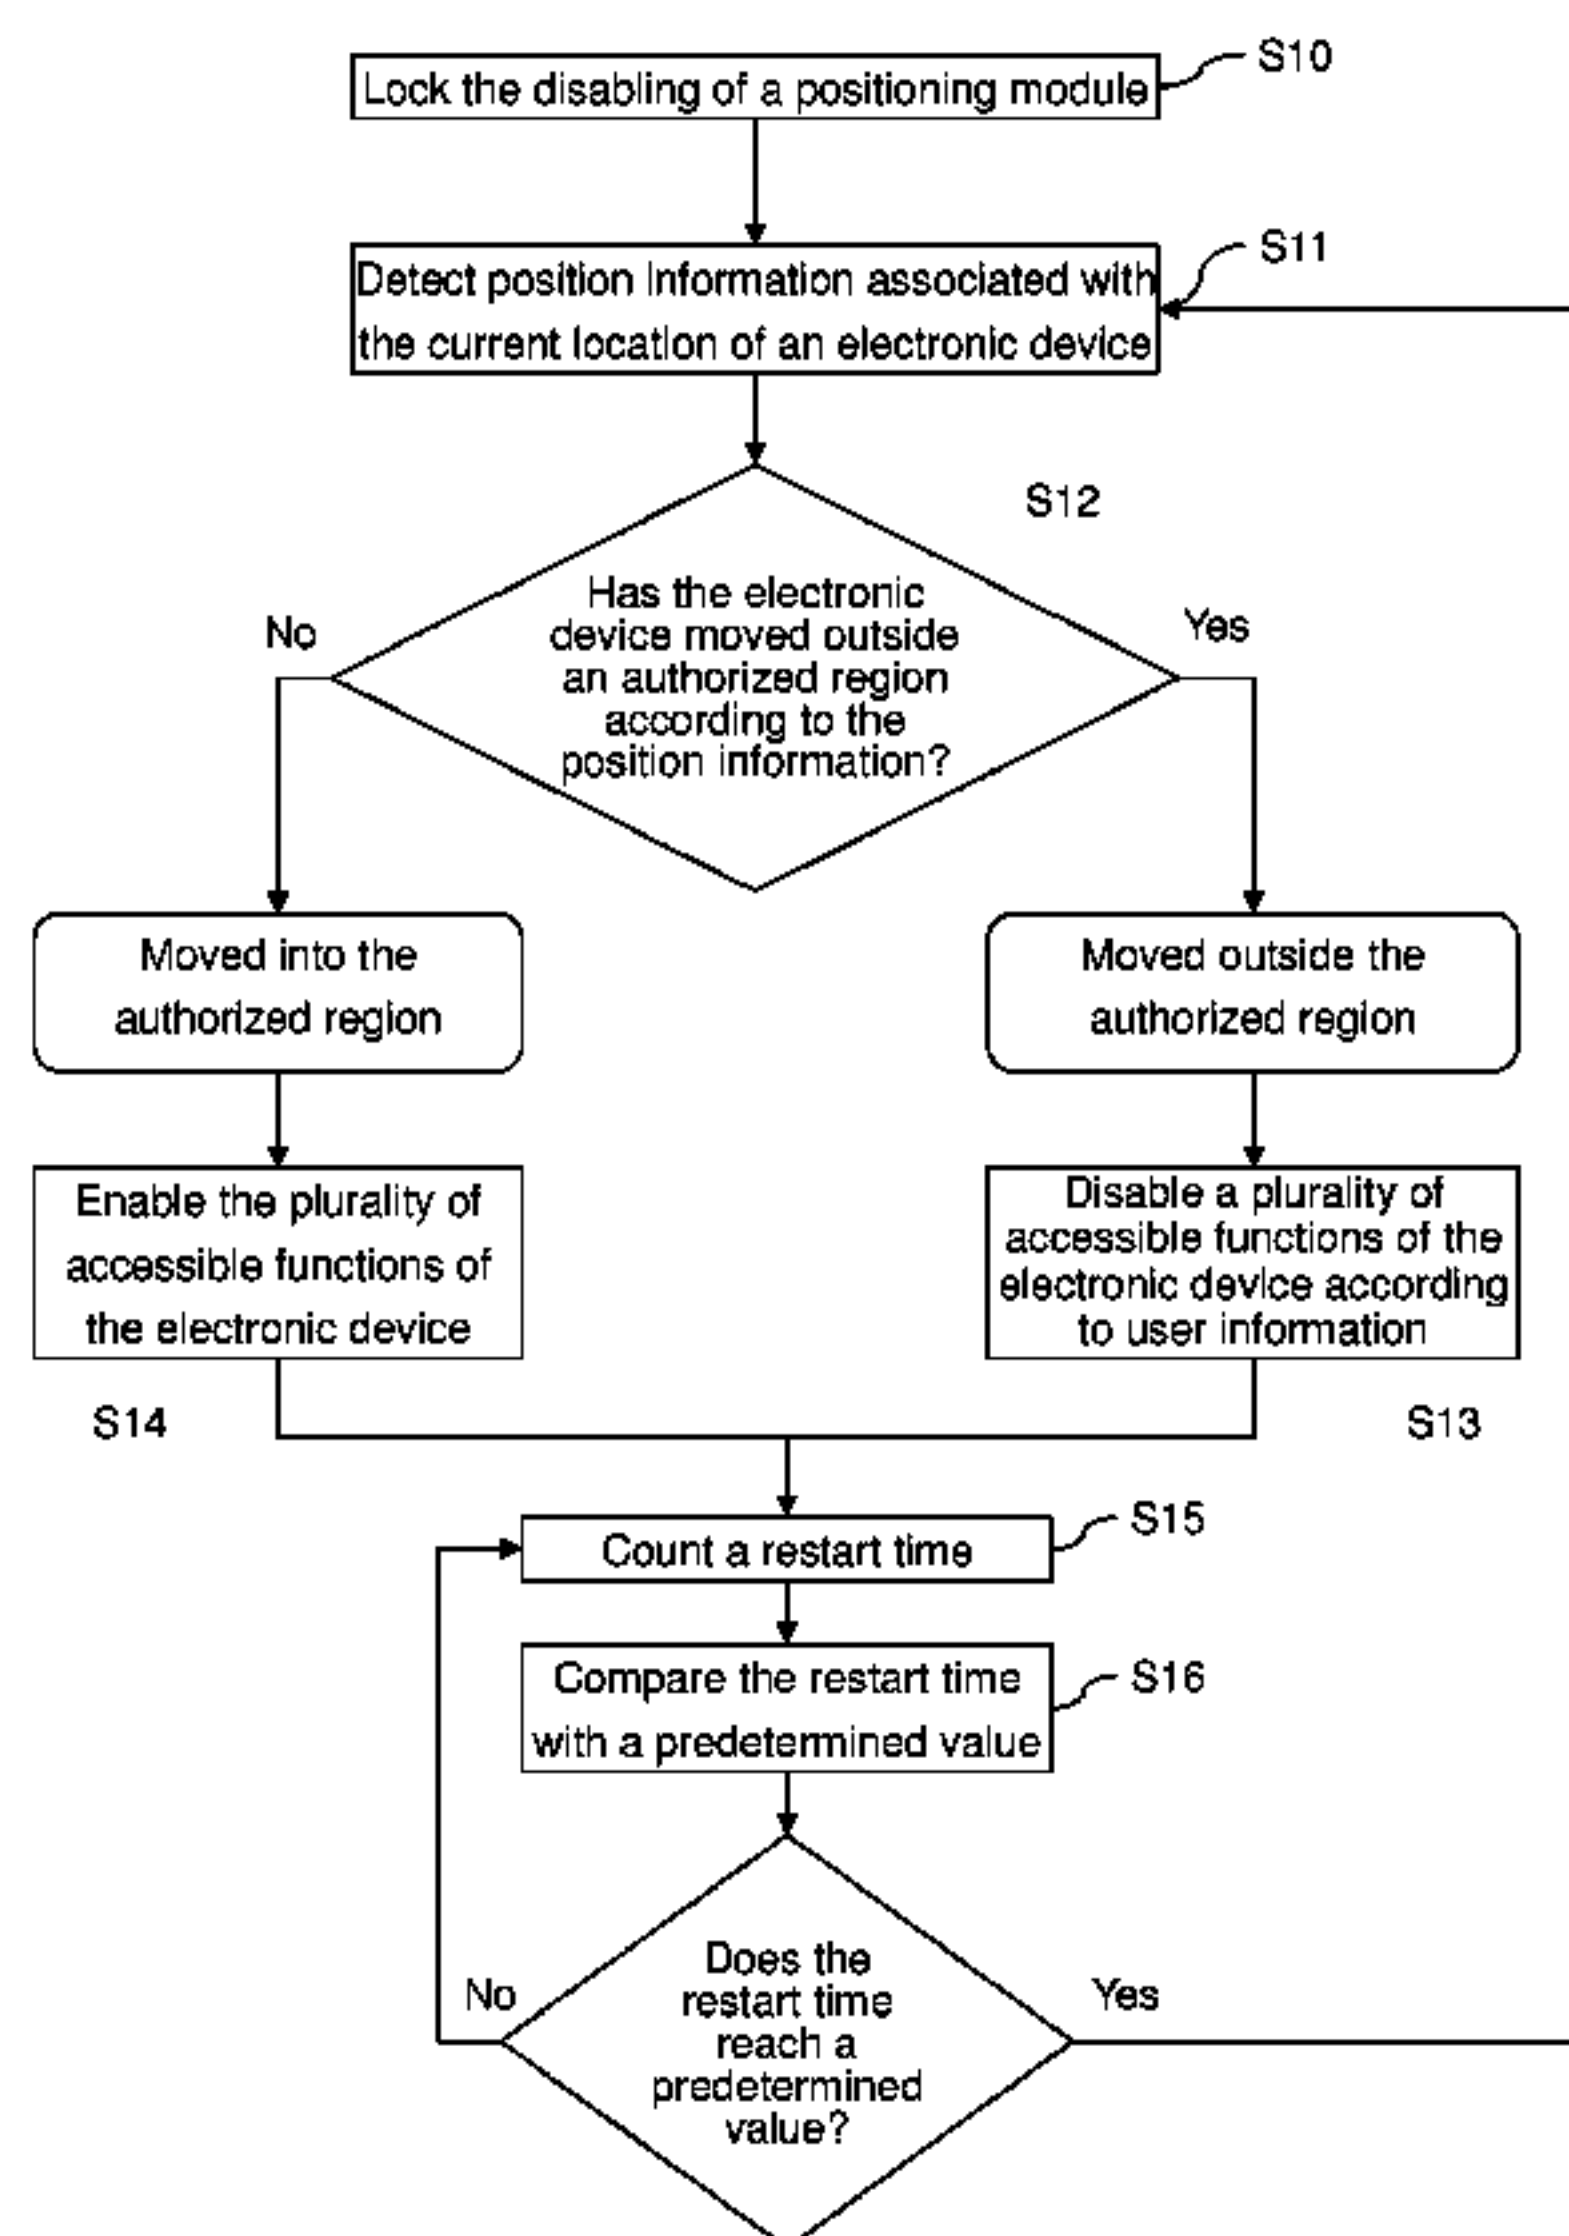 S10
Lock the disabling of a positioning module
S11
Detect position information associated with
the current location of an electronic device
S12
Has the electronic
device moved outside
an authorized region
according to the
position information?
No
Yes
Moved into the
authorized region
Moved outside the
authorized region
Enable the plurality of
accessible functions of
the electronic device
Disable a plurality of
accessible functions of the
electronic device according
to user information
S14
S13
S15
Count a restart time
S16
Compare the restart time
with a predetermined value
Does the
restart time
reach a
predetermined
value?
No
Yes